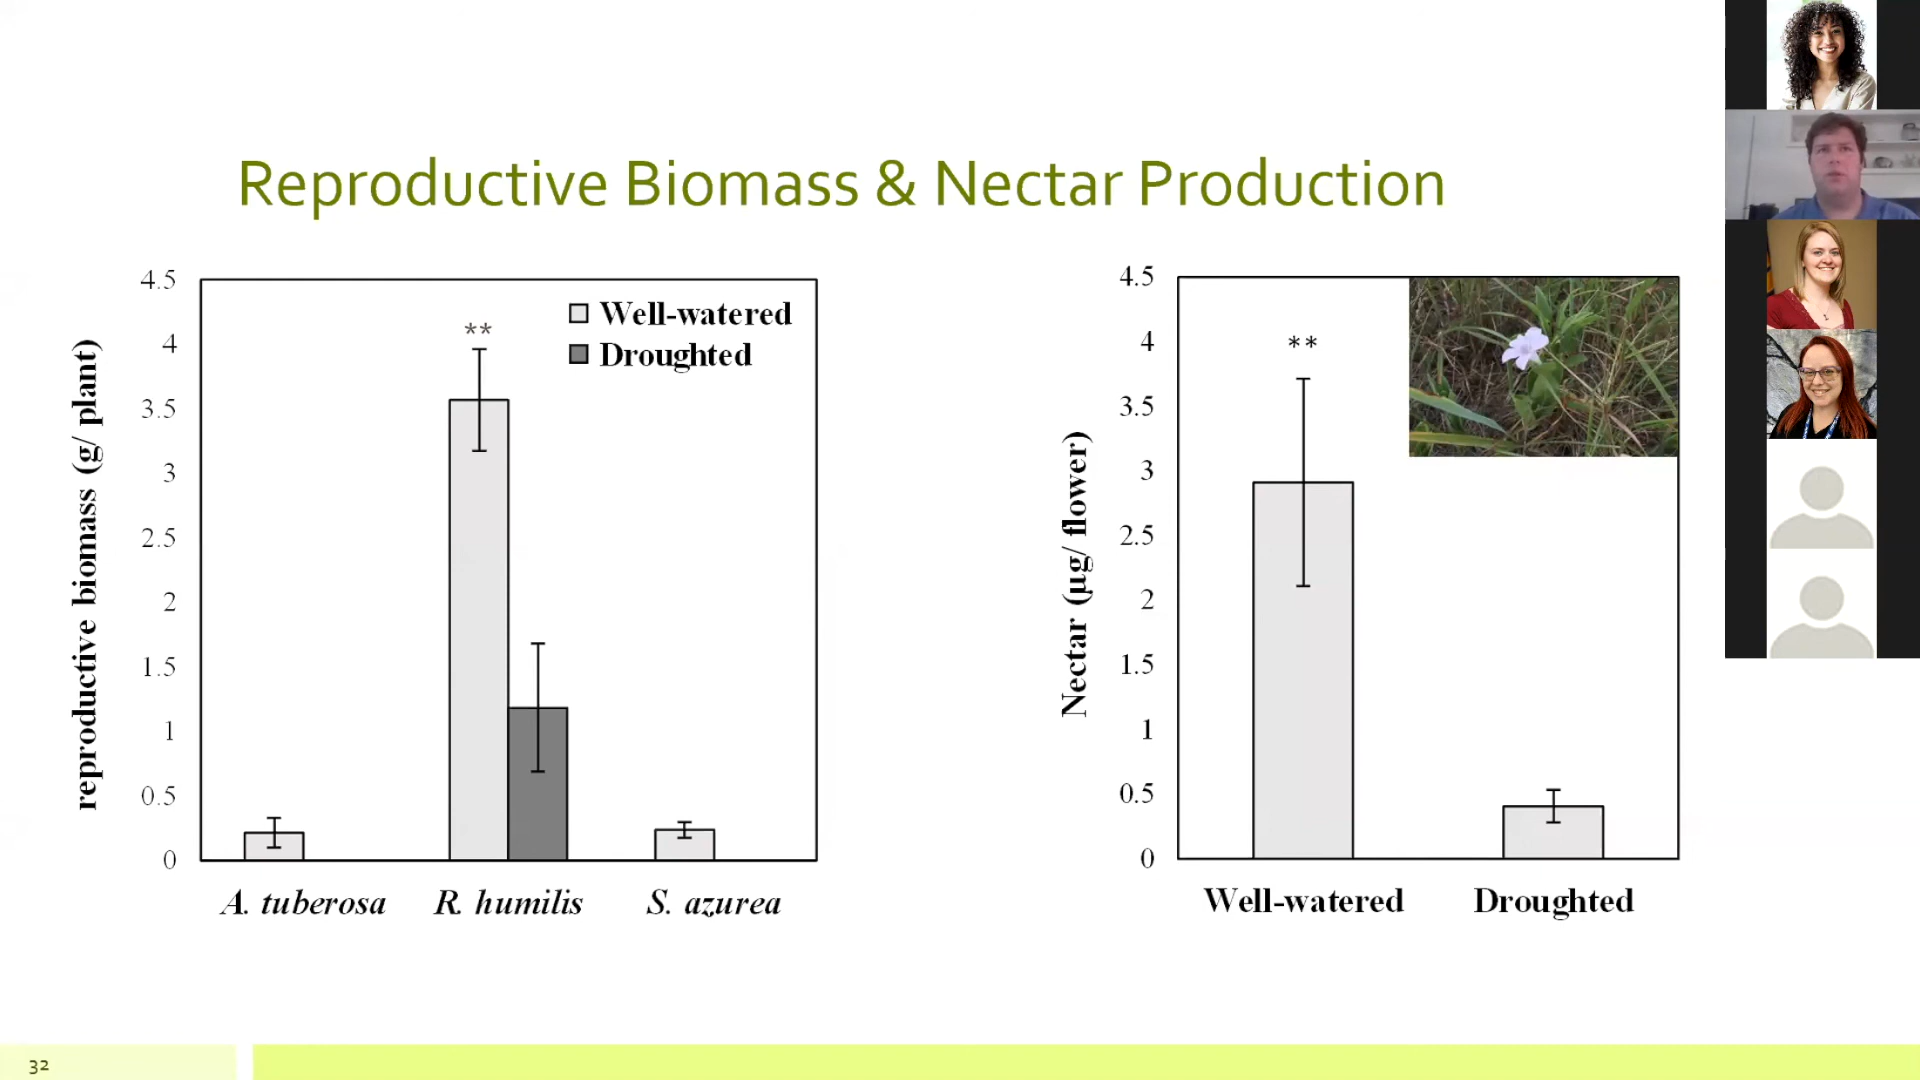 Reproductive Biomass & Nectar Production
4.5
4
3.5
3
2.5
2
1.5
1
0.5
0
reproductive biomass (g/ plant)
**
Well-watered
Droughted
A. tuberosa
R. humilis
S. azurea
4.5
4
3.5
3
2.5
2
1.5
1
0.5
0
Nectar (µg/ flower)
**
Well-watered
Droughted
32